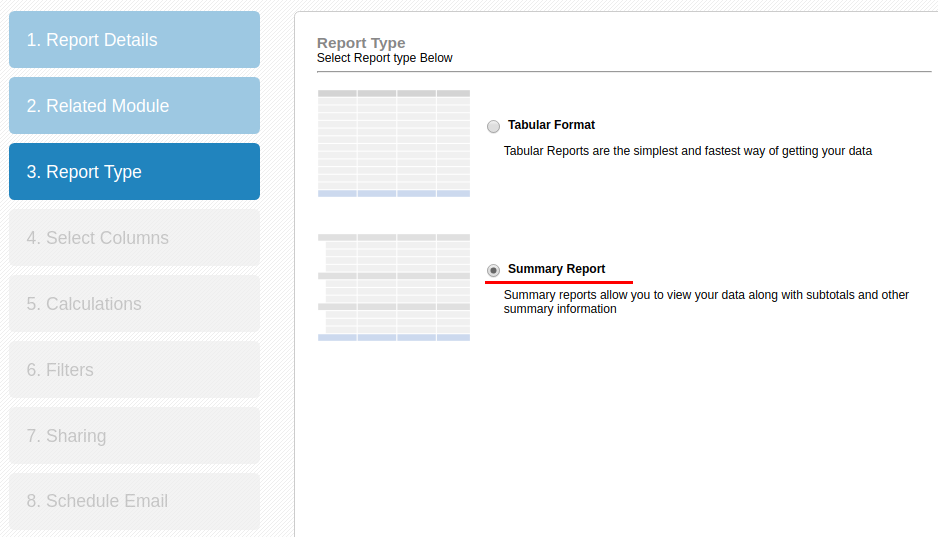 1. Report Details
2. Related Module
3. Report Type
4. Select Columns
5. Calculations
6. Filters
7. Sharing
8. Schedule Email
Report Type
Select Report type Below
Tabular Format
Tabular Reports are the simplest and fastest way of getting your data
Summary Report
Summary reports allow you to view your data along with subtotals and other
summary information